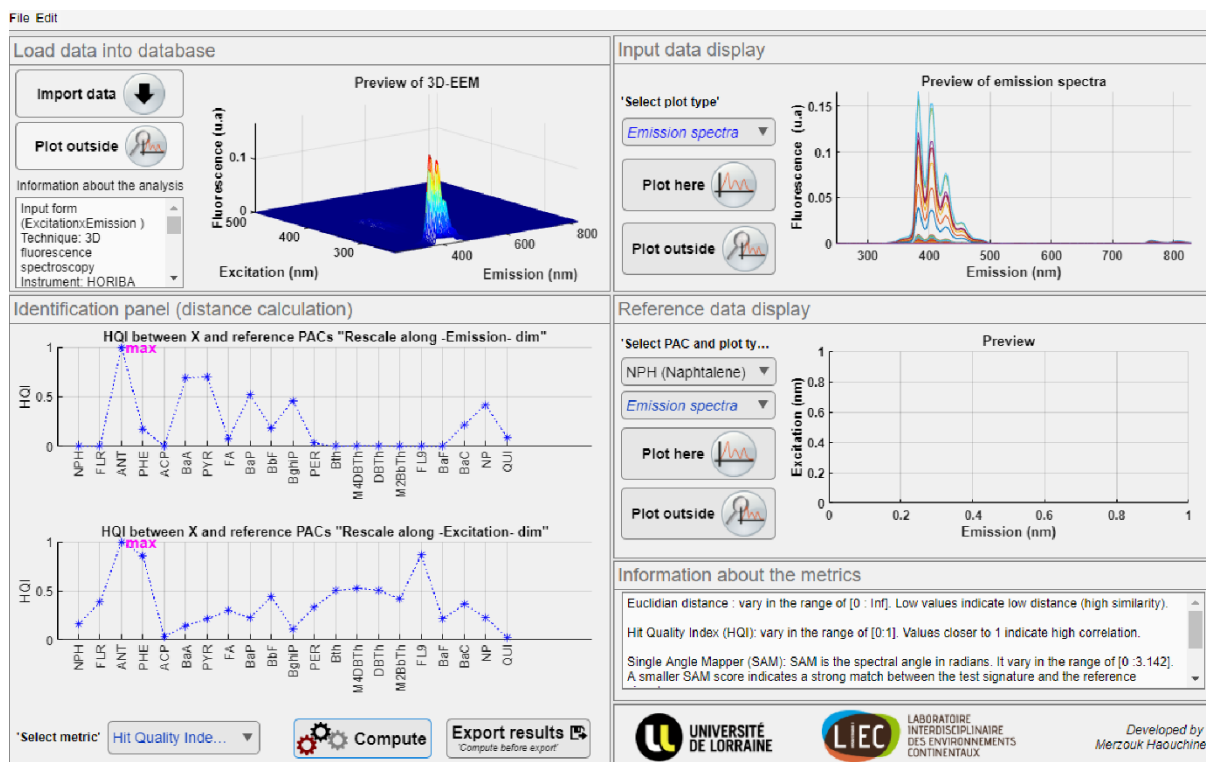 File Edit
Load data into database
Import data
Plot outside
Information about the analysis
Input form
(ExcitationxEmission )
Technique: 3D
fluorescence
spectroscopy
Instrument: HORIBA
Preview of 3D-EEM
Fluorescence (u.a)
0.1
0
500
400
300
400
600
800
Excitation (nm)
Emission (nm)
Input data display
'Select plot type'
Emission spectra
Plot here
Plot outside
Preview of emission spectra
Fluorescence (u.a)
0.15
0.1
0.05
0
300 400 500 600 700 800
Emission (nm)
Identification panel (distance calculation)
HQI between X and reference PACs "Rescale along -Emission- dim"
max
HQI
1
0.5
0
NPH FLR ANT PHE ACP BaA PYR FA BaP BbF BghiP PER Bth M4DBTh DBTh M2BbTh FL9 BaF BaC NP QUI
HQI between X and reference PACs "Rescale along -Excitation- dim"
max
HQI
1
0.5
0
NPH FLR ANT PHE ACP BaA PYR FA BaP BbF BghiP PER Bth M4DBTh DBTh M2BbTh FL9 BaF BaC NP QUI
'Select metric'
Hit Quality Inde...
Compute
Export results
'Compute before export'
Reference data display
'Select PAC and plot ty...
NPH (Naphtalene)
Emission spectra
Plot here
Plot outside
Preview
Excitation (nm)
1
0.8
0.6
0.4
0.2
0
0 0.2 0.4 0.6 0.8 1
Emission (nm)
Information about the metrics
Euclidian distance : vary in the range of [0 : Inf]. Low values indicate low distance (high similarity).
Hit Quality Index (HQI): vary in the range of [0:1]. Values closer to 1 indicate high correlation.
Single Angle Mapper (SAM): SAM is the spectral angle in radians. It vary in the range of [0 :3.142].
A smaller SAM score indicates a strong match between the test signature and the reference
UNIVERSITÉ
DE LORRAINE
LIEC
LABORATOIRE
INTERDISCIPLINAIRE
DES ENVIRONNEMENTS
CONTINENTAUX
Developed by
Merzouk Haouchine